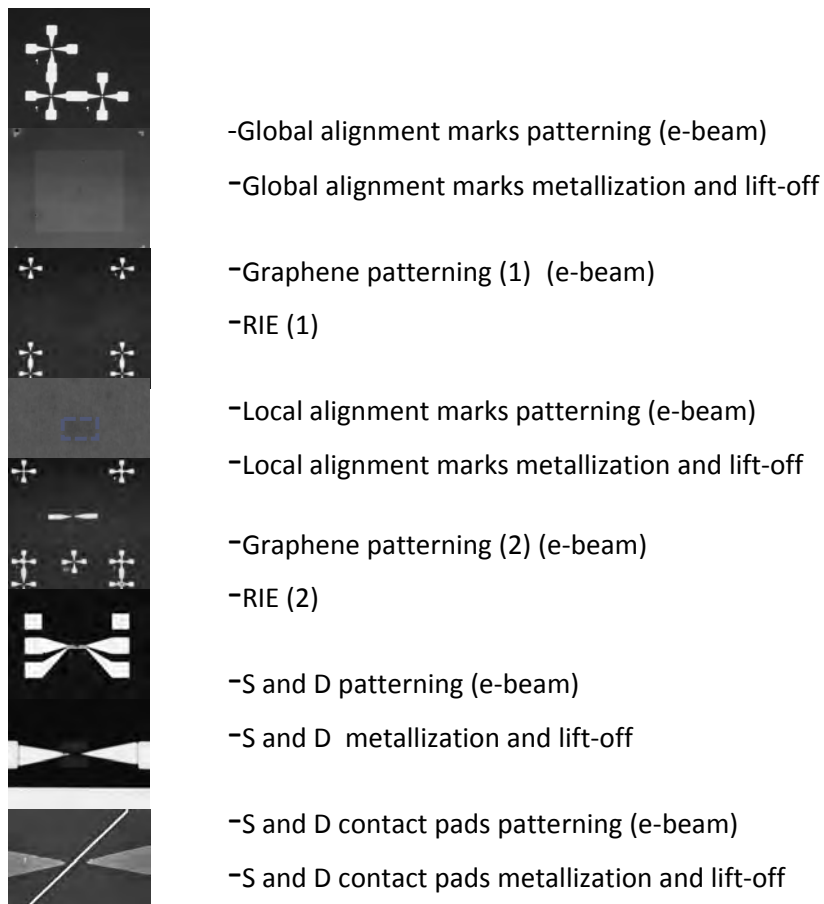 -Global alignment marks patterning (e-beam)
-Global alignment marks metallization and lift-off
-Graphene patterning (1) (e-beam)
-RIE (1)
-Local alignment marks patterning (e-beam)
-Local alignment marks metallization and lift-off
-Graphene patterning (2) (e-beam)
-RIE (2)
-S and D patterning (e-beam)
-S and D metallization and lift-off
-S and D contact pads patterning (e-beam)
-S and D contact pads metallization and lift-off